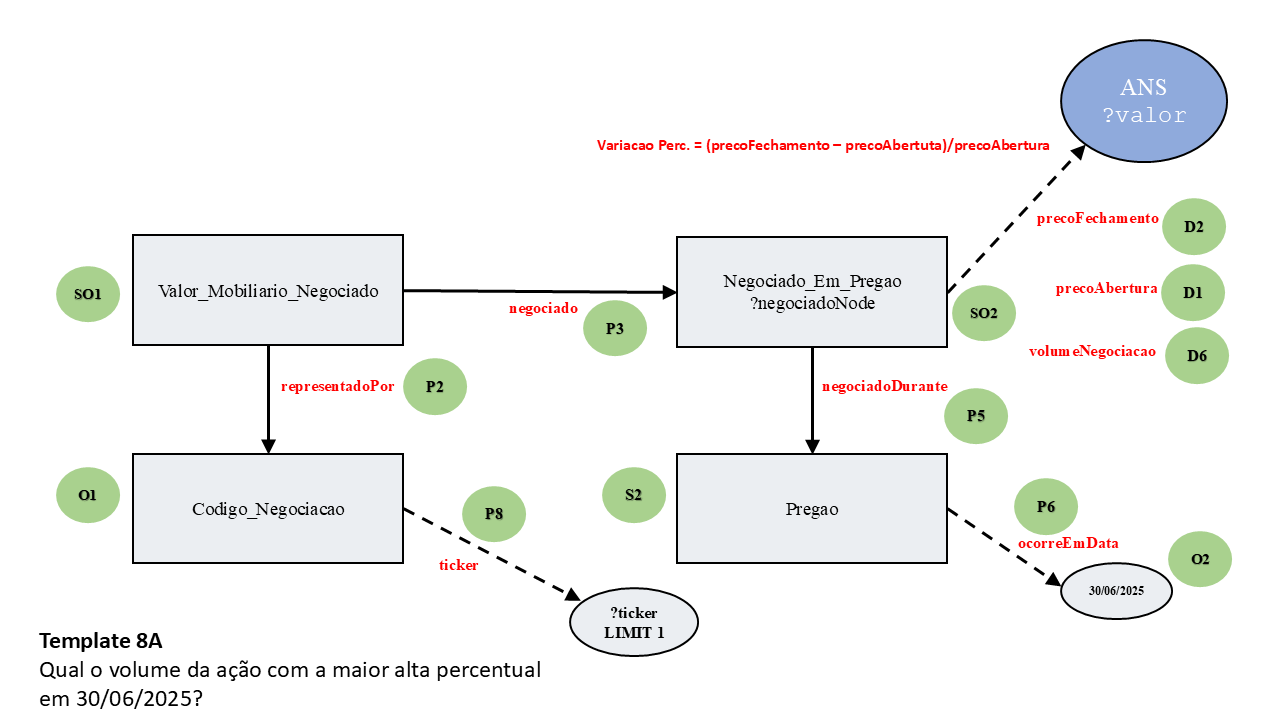 ANS
?valor
Variacao Perc. = (precoFechamento – precoAbertuta)/precoAbertura
precoFechamento
D2
SO1
Valor_Mobiliario_Negociado
negociado
P3
Negociado_Em_Pregao
?negociadoNode
SO2
precoAbertura
D1
volumeNegociacao
D6
representadoPor
P2
negociadoDurante
P5
O1
Codigo_Negociacao
P8
ticker
S2
Pregao
P6
ocorreEmData
O2
30/06/2025
?ticker
LIMIT 1
Template 8A
Qual o volume da ação com a maior alta percentual
em 30/06/2025?